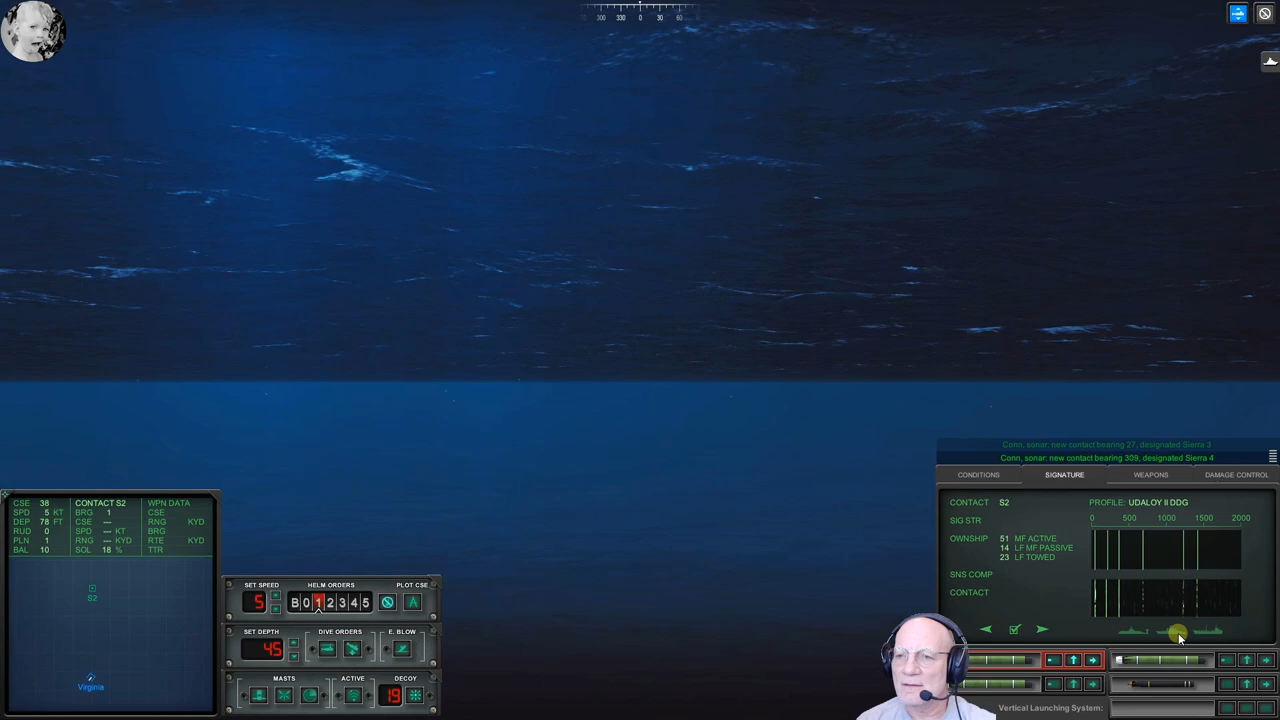 300 330 0 30 60
Conn, sonar: new contact bearing 27, designated Sierra 3
Conn, sonar: new contact bearing 309, designated Sierra 4
CONDITIONS SIGNATURE WEAPONS DAMAGE CONTROL
CONTACT S2 PROFILE: UDALOY II DDG
SIG STR 0 500 1000 1500 2000
OWNSHIP 51 MF ACTIVE
14 LF MF PASSIVE
23 LF TOWED
SNS COMP
CONTACT
Vertical Launching System:
CSE 38 CONTACT S2 WPN DATA
SPD 5 KT BRG 1 CSE
DEP 78 FT CSE --- RNG KYD
RUD 0 SPD --- KT BRG
PLN 1 RNG --- KYD RTE KYD
BAL 10 SOL 18 % TTR
S2
Virginia
SET SPEED HELM ORDERS PLOT CSE
5 B 0 1 2 3 4 5
SET DEPTH DIVE ORDERS E. BLOW
45
MASTS ACTIVE DECOY
19